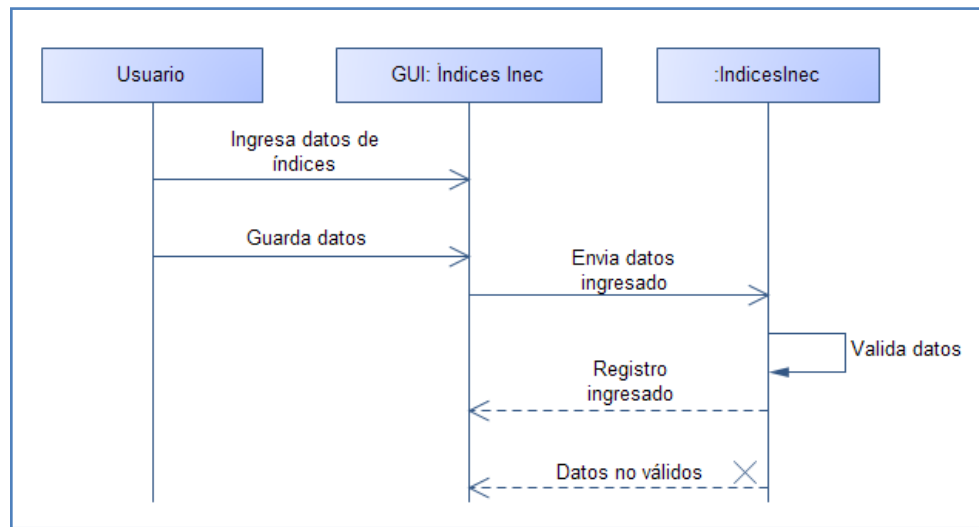 Usuario
GUI: Índices Inec
:IndicesInec
Ingresa datos de
índices
Guarda datos
Envia datos
ingresado
Valida datos
Registro
ingresado
Datos no válidos